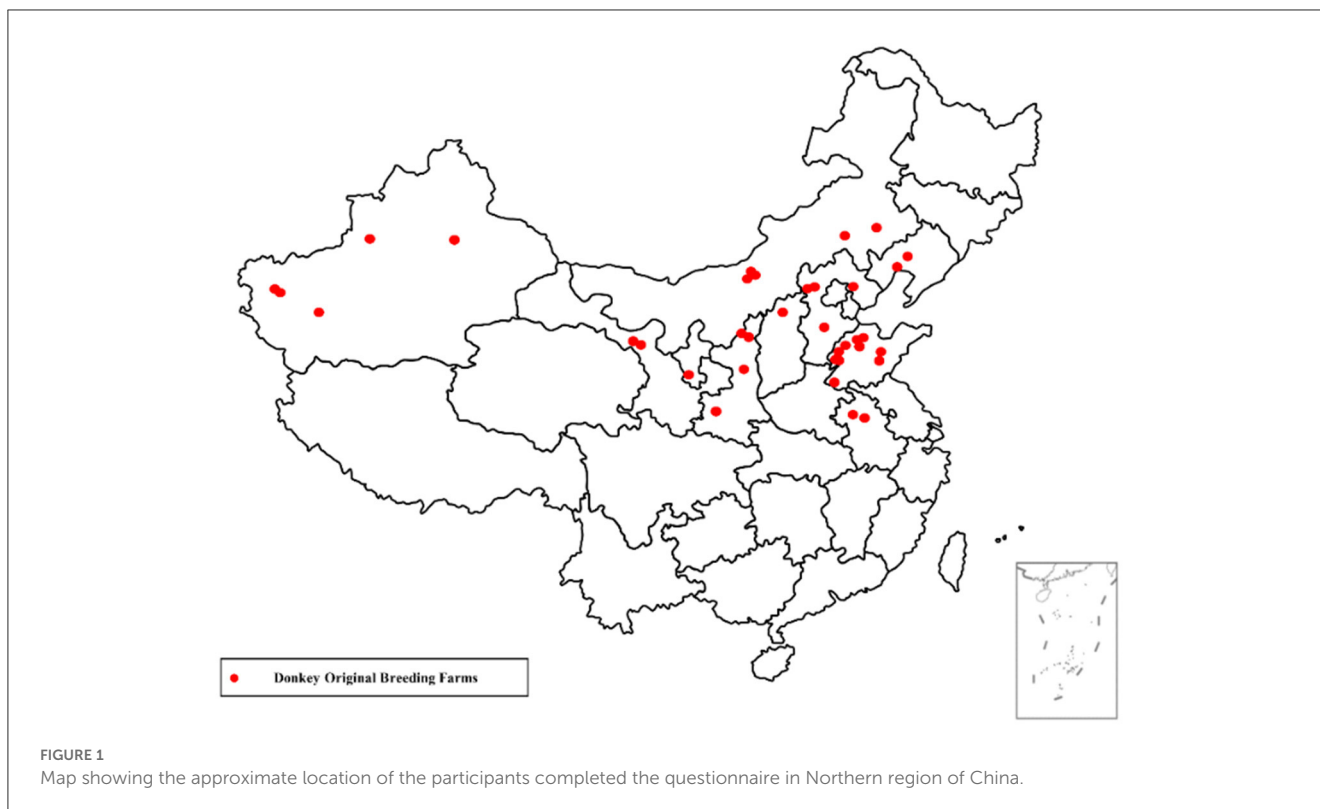 Donkey Original Breeding Farms
FIGURE 1
Map showing the approximate location of the participants completed the questionnaire in Northern region of China.